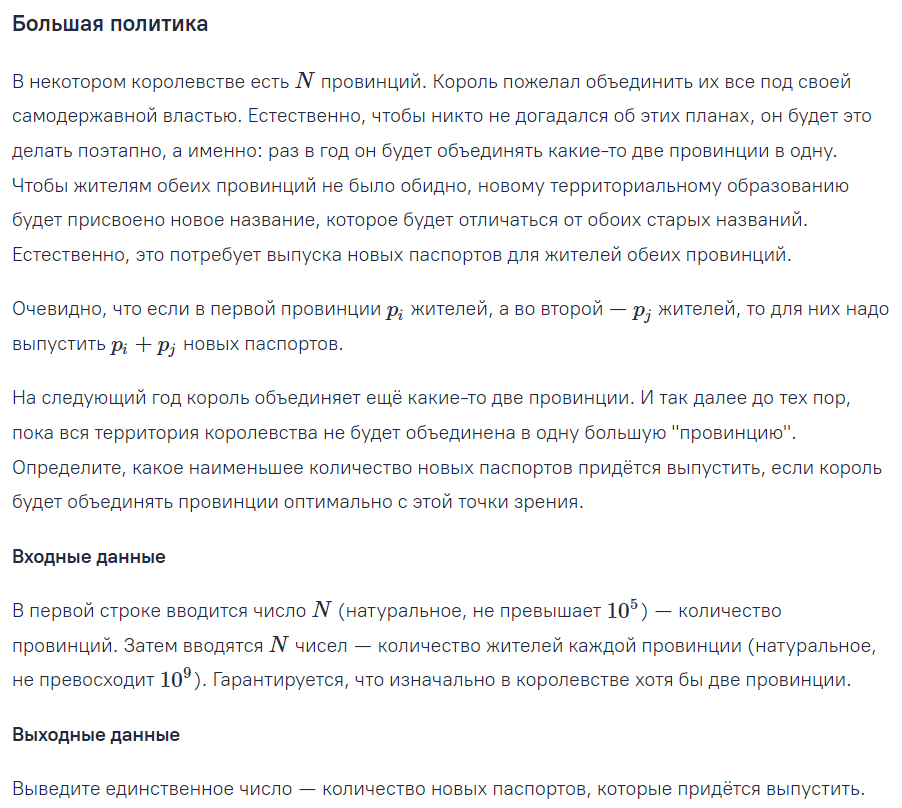 Большая политика
В некотором королевстве есть N провинций. Король пожелал объединить их все под своей
самодержавной властью. Естественно, чтобы никто не догадался об этих планах, он будет это
делать поэтапно, а именно: раз в год он будет объединять какие-то две провинции в одну.
Чтобы жителям обеих провинций не было обидно, новому территориальному образованию
будет присвоено новое название, которое будет отличаться от обоих старых названий.
Естественно, это потребует выпуска новых паспортов для жителей обеих провинций.
Очевидно, что если в первой провинции pᵢ жителей, а во второй — pⱼ жителей, то для них надо
выпустить pᵢ + pⱼ новых паспортов.
На следующий год король объединяет ещё какие-то две провинции. И так далее до тех пор,
пока вся территория королевства не будет объединена в одну большую "провинцию".
Определите, какое наименьшее количество новых паспортов придётся выпустить, если король
будет объединять провинции оптимально с этой точки зрения.
Входные данные
В первой строке вводится число N (натуральное, не превышает 10⁵) — количество
провинций. Затем вводятся N чисел — количество жителей каждой провинции (натуральное,
не превосходит 10⁹). Гарантируется, что изначально в королевстве хотя бы две провинции.
Выходные данные
Выведите единственное число — количество новых паспортов, которые придётся выпустить.